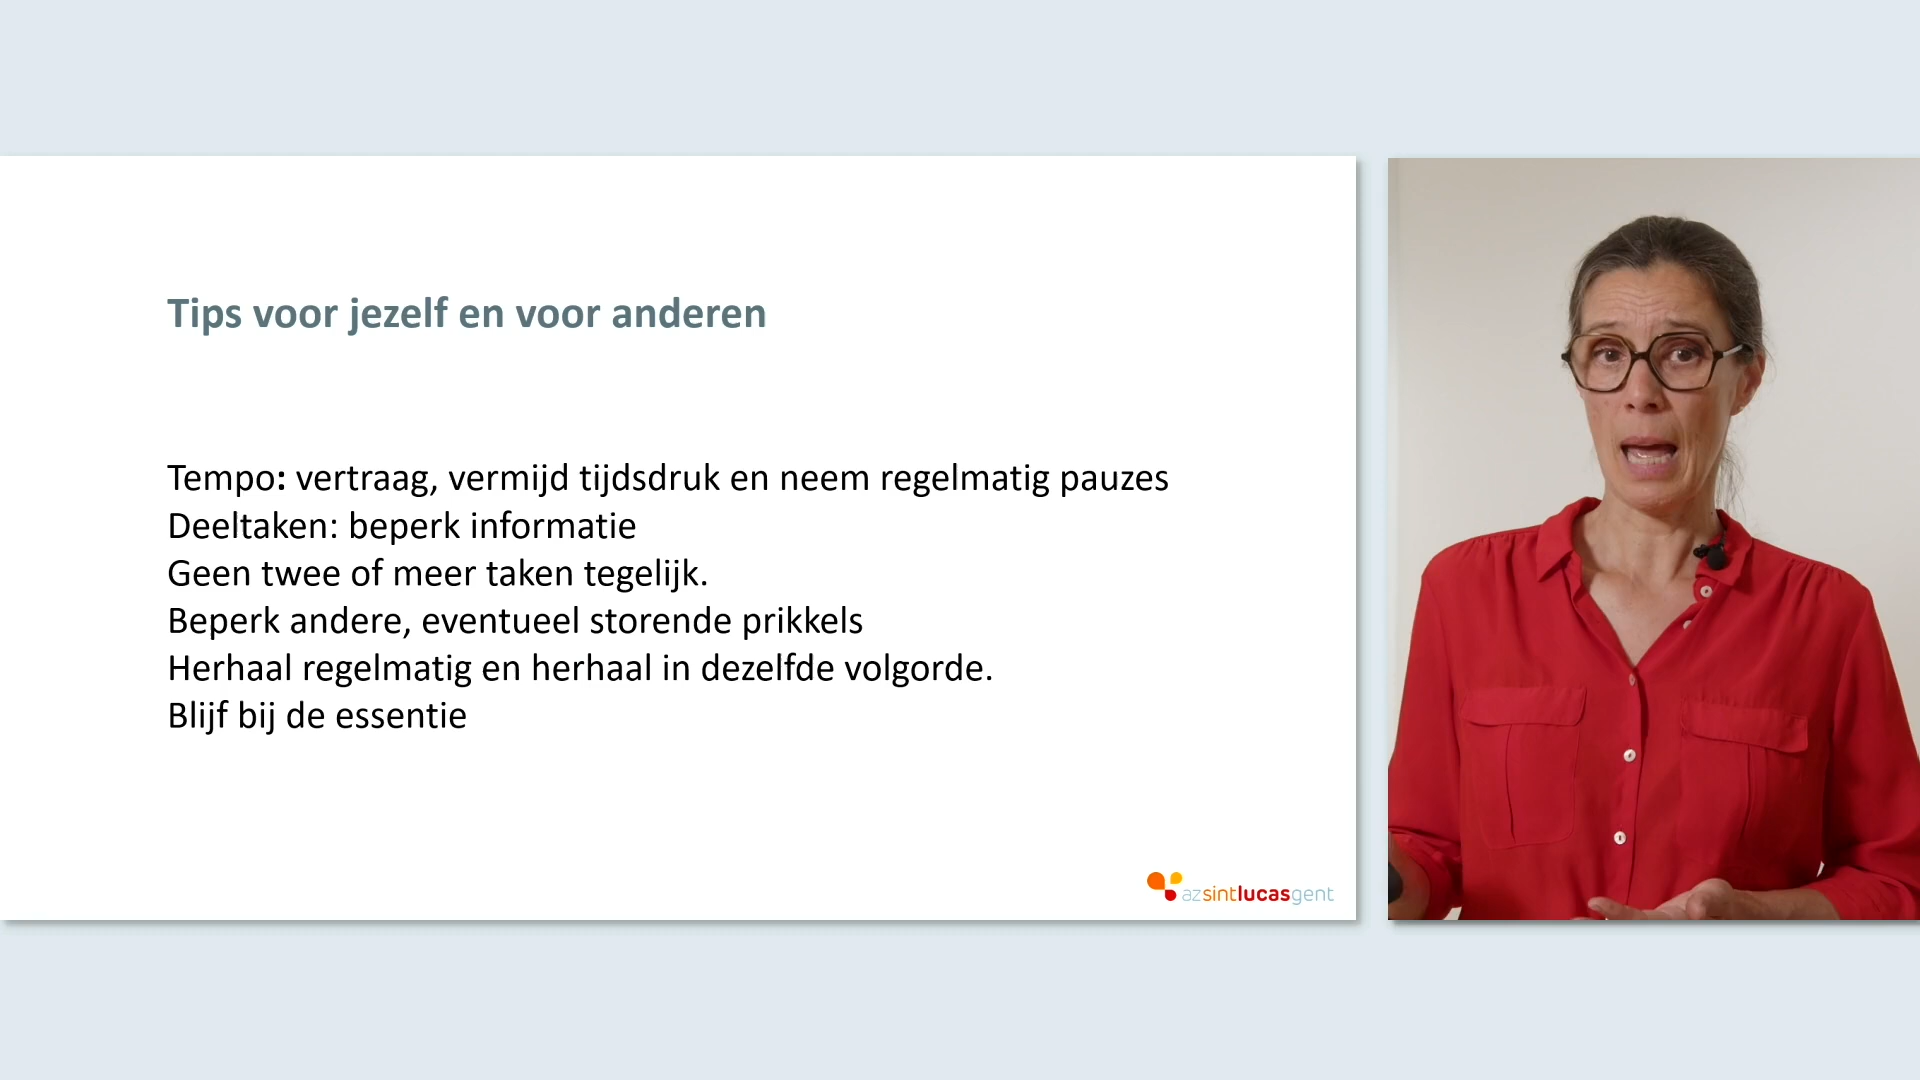 Tips voor jezelf en voor anderen
Tempo: vertraag, vermijd tijdsdruk en neem regelmatig pauzes
Deeltaken: beperk informatie
Geen twee of meer taken tegelijk.
Beperk andere, eventueel storende prikkels
Herhaal regelmatig en herhaal in dezelfde volgorde.
Blijf bij de essentie
azsintlucasgent